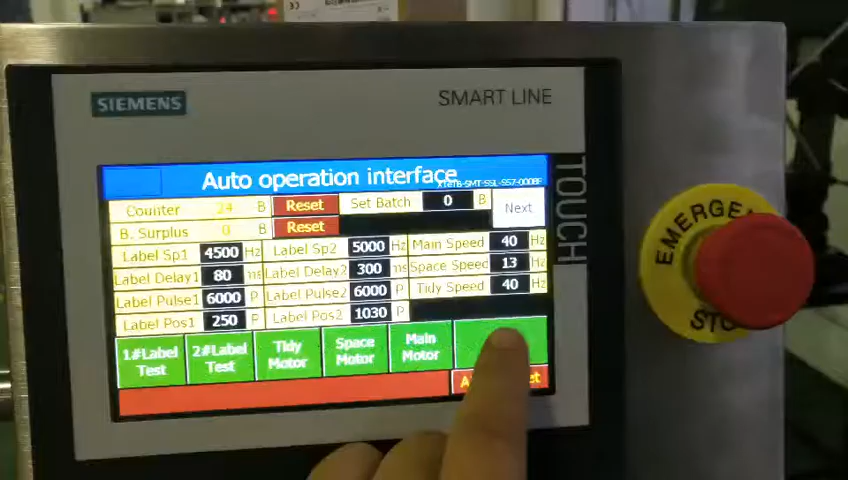 SIEMENS
SMART LINE
TOUCH
Auto operation interface
Counter 24 B Reset Set Batch 0 B Next
B. Surplus 0 B Reset
Label Sp1 4500 Hz Label Sp2 5000 Hz Main Speed 40 Hz
Label Delay1 80 ms Label Delay2 300 ms Space Speed 13 Hz
Label Pulse1 6000 P Label Pulse2 6000 P Tidy Speed 40 Hz
Label Pos1 250 P Label Pos2 1030 P
1#Label Test 2#Label Test Tidy Motor Space Motor Main Motor
EMERGE
STO